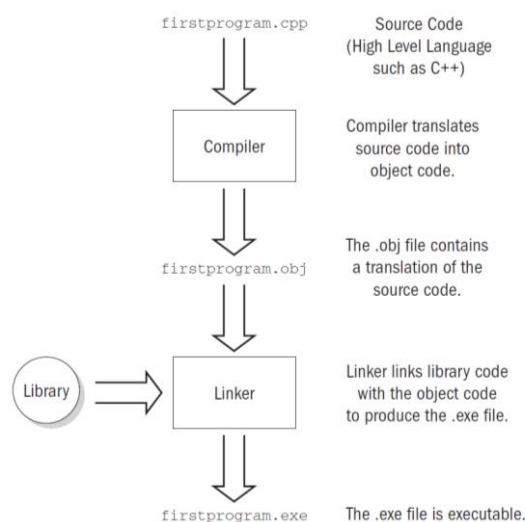 firstprogram.cpp
Source Code
(High Level Language
such as C++)
Compiler
Compiler translates
source code into
object code.
firstprogram.obj
The .obj file contains
a translation of the
source code.
Library
Linker
Linker links library code
with the object code
to produce the .exe file.
firstprogram.exe
The .exe file is executable.